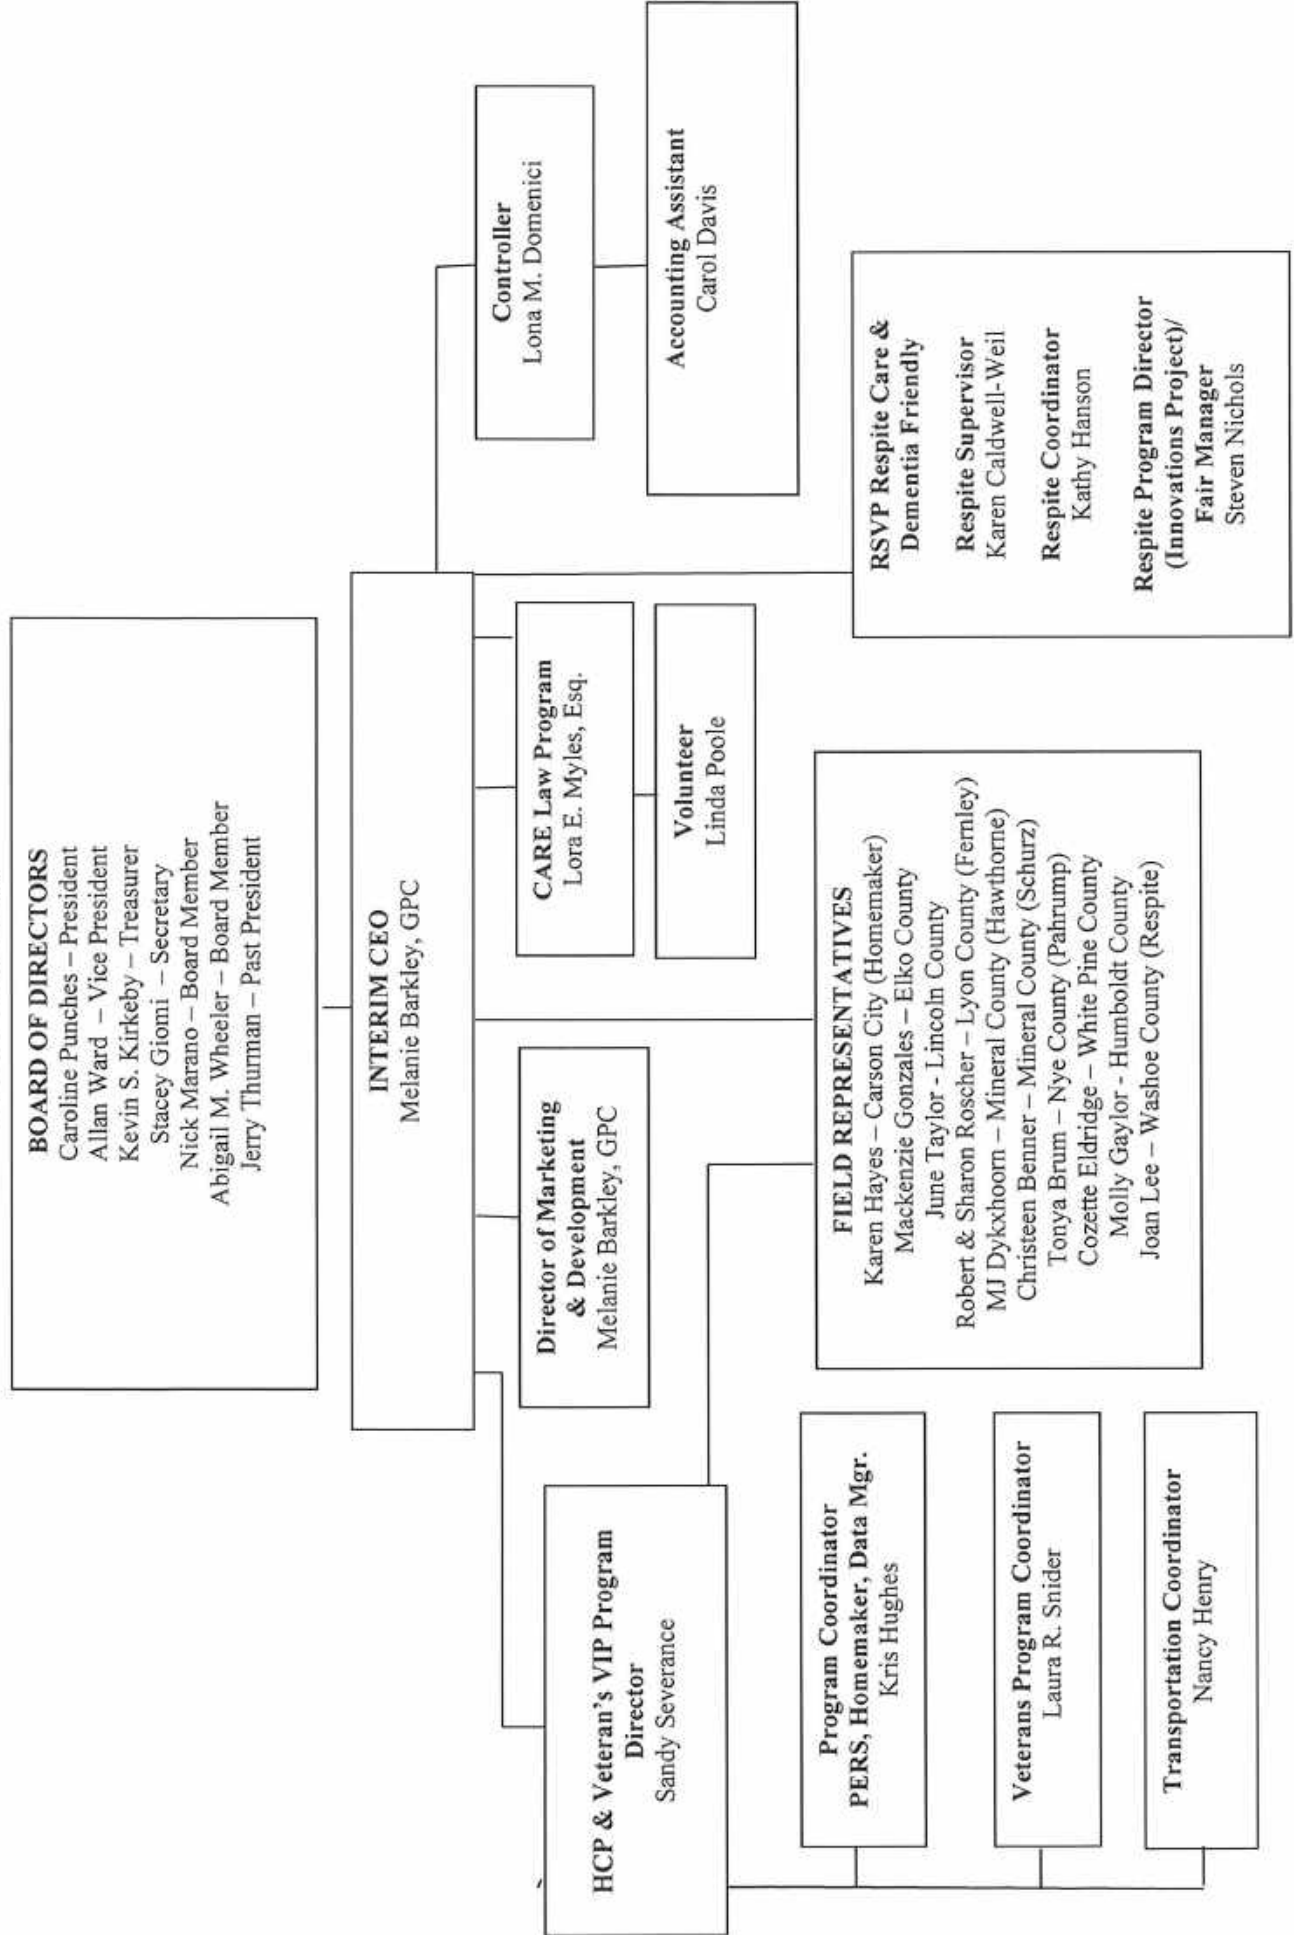 BOARD OF DIRECTORS
Caroline Punches – President
Allan Ward – Vice President
Kevin S. Kirkeby – Treasurer
Stacey Giomi – Secretary
Nick Marano – Board Member
Abigail M. Wheeler – Board Member
Jerry Thurman – Past President
INTERIM CEO
Melanie Barkley, GPC
HCP & Veteran's VIP Program
Director
Sandy Severance
Director of Marketing
& Development
Melanie Barkley, GPC
CARE Law Program
Lora E. Myles, Esq.
Volunteer
Linda Poole
Controller
Lona M. Domenici
Accounting Assistant
Carol Davis
Program Coordinator
PERS, Homemaker, Data Mgr.
Kris Hughes
Veterans Program Coordinator
Laura R. Snider
Transportation Coordinator
Nancy Henry
FIELD REPRESENTATIVES
Karen Hayes – Carson City (Homemaker)
Mackenzie Gonzales – Elko County
June Taylor - Lincoln County
Robert & Sharon Roscher – Lyon County (Fernley)
MJ Dykxhoorn – Mineral County (Hawthorne)
Christeen Benner – Mineral County (Schurz)
Tonya Brum – Nye County (Pahrump)
Cozette Eldridge – White Pine County
Molly Gaylor - Humboldt County
Joan Lee – Washoe County (Respite)
RSVP Respite Care &
Dementia Friendly
Respite Supervisor
Karen Caldwell-Weil
Respite Coordinator
Kathy Hanson
Respite Program Director
(Innovations Project)/
Fair Manager
Steven Nichols